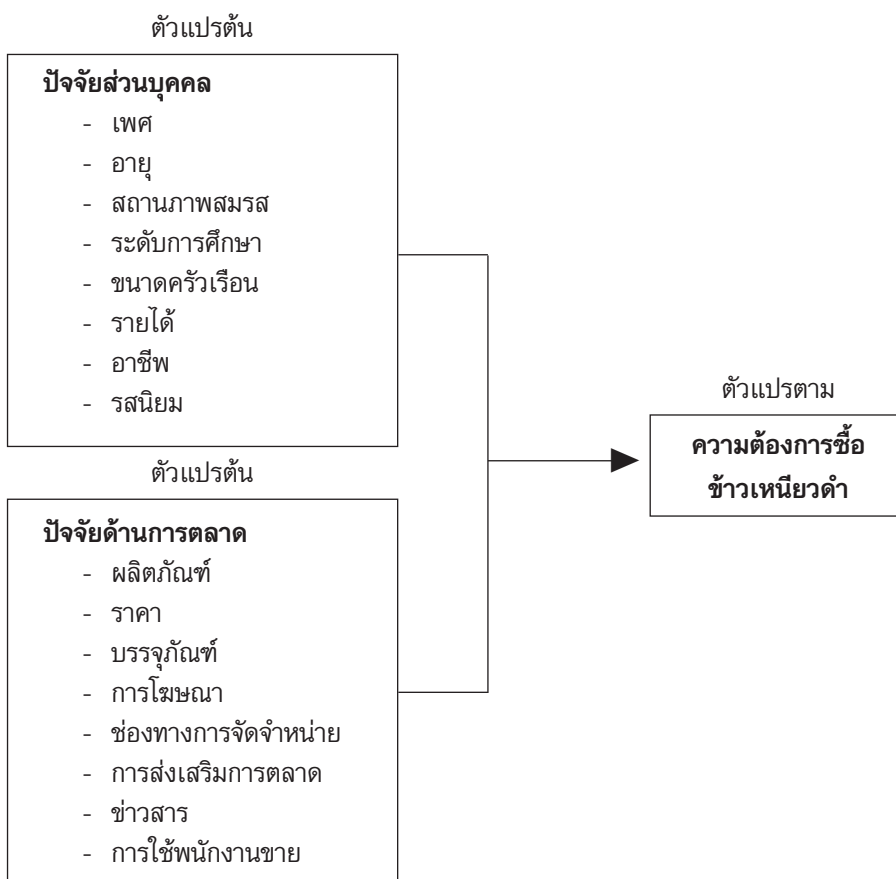 ตัวแปรต้น
ปัจจัยส่วนบุคคล
- เพศ
- อายุ
- สถานภาพสมรส
- ระดับการศึกษา
- ขนาดครัวเรือน
- รายได้
- อาชีพ
- รสนิยม
ตัวแปรต้น
ปัจจัยด้านการตลาด
- ผลิตภัณฑ์
- ราคา
- บรรจุภัณฑ์
- การโฆษณา
- ช่องทางการจัดจำหน่าย
- การส่งเสริมการตลาด
- ข่าวสาร
- การใช้พนักงานขาย
ตัวแปรตาม
ความต้องการซื้อ
ข้าวเหนียวดำ